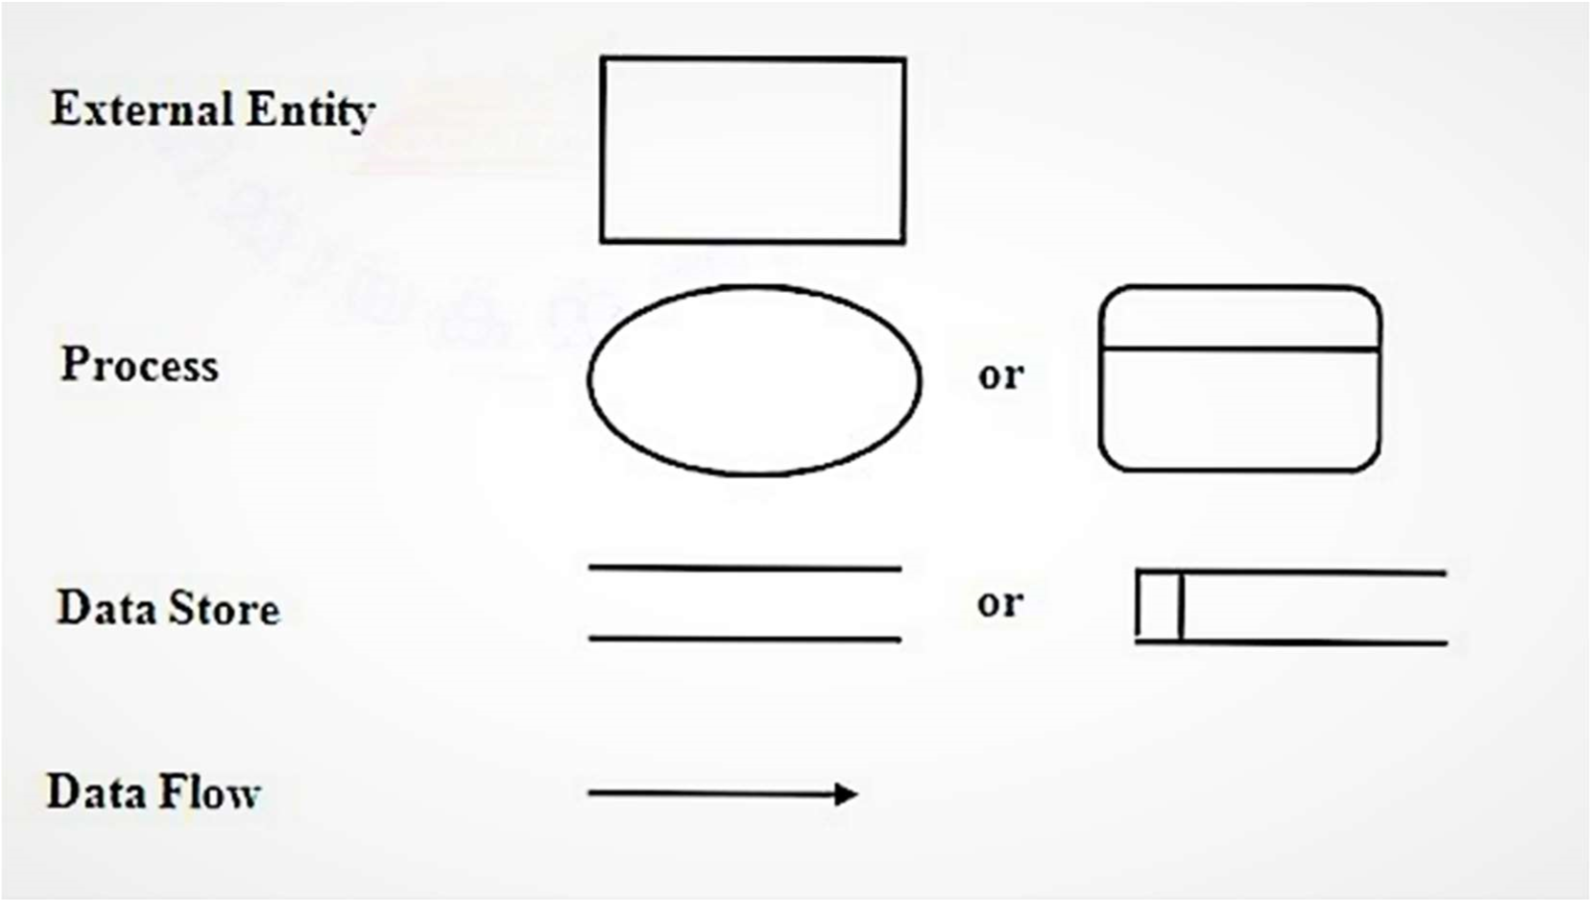 External Entity
Process or
Data Store or
Data Flow